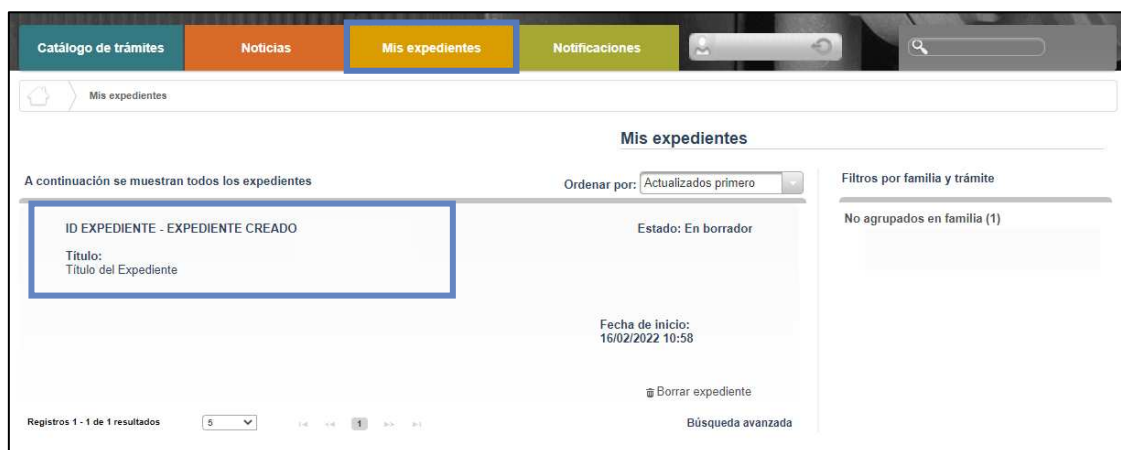 Catálogo de trámites
Noticias
Mis expedientes
Notificaciones
Mis expedientes
Mis expedientes
A continuación se muestran todos los expedientes
Ordenar por: Actualizados primero
ID EXPEDIENTE - EXPEDIENTE CREADO
Estado: En borrador
Título:
Título del Expediente
Fecha de inicio:
16/02/2022 10:58
Borrar expediente
Registros 1 - 1 de 1 resultados
5
1
Búsqueda avanzada
Filtros por familia y trámite
No agrupados en familia (1)